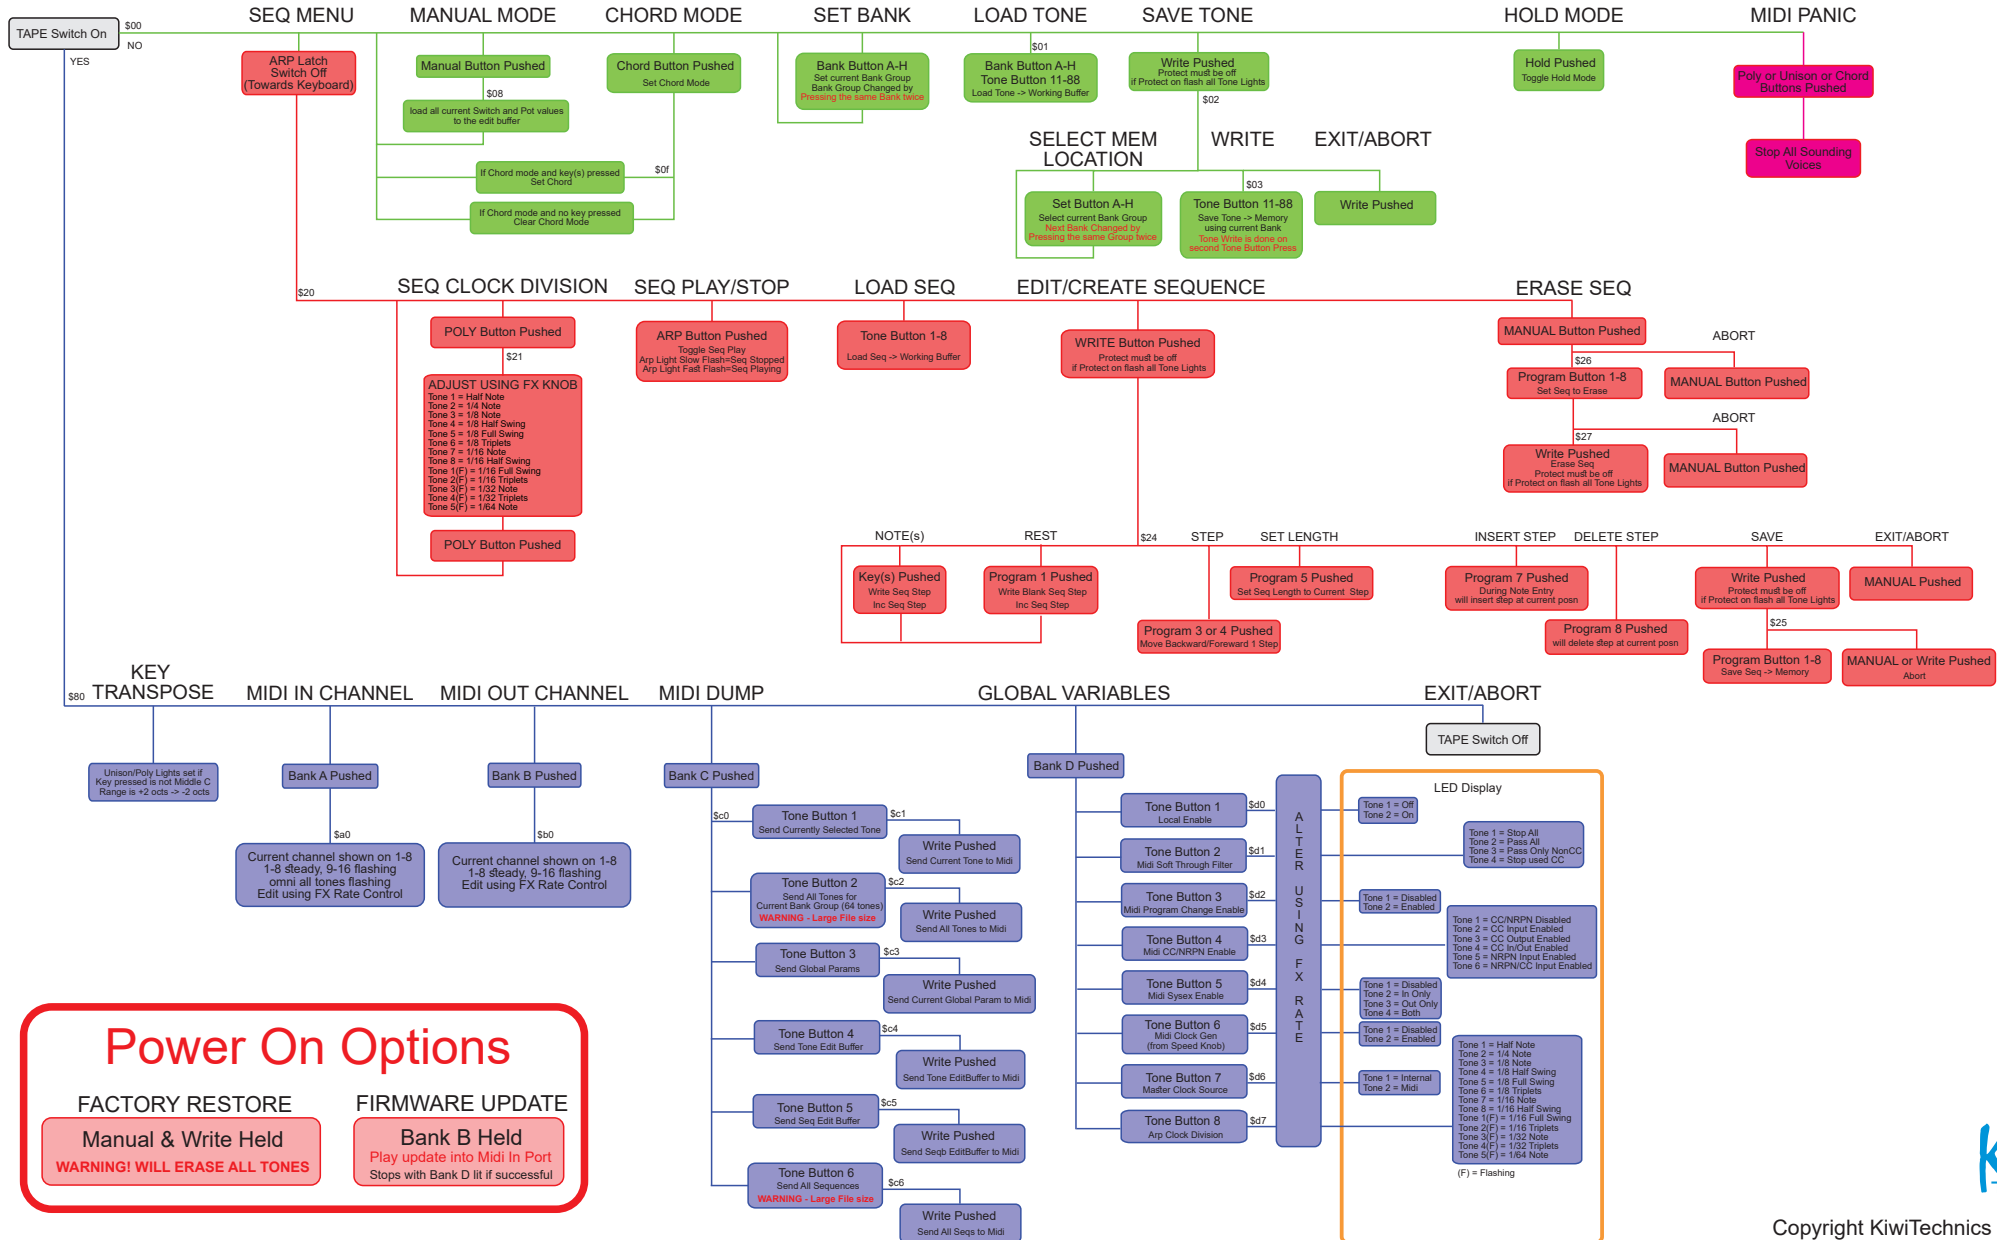 SEQ MENU
MANUAL MODE
CHORD MODE
SET BANK
LOAD TONE
SAVE TONE
HOLD MODE
MIDI PANIC
TAPE Switch On
$00
NO
YES
ARP Latch
Switch Off
(Towards Keyboard)
Manual Button Pushed
$08
load all current Switch and Pot values
to the edit buffer
Chord Button Pushed
Set Chord Mode
If Chord mode and key(s) pressed
Set Chord
$0f
If Chord mode and no key pressed
Clear Chord Mode
Bank Button A-H
Set current Bank Group
Bank Group Changed by
Pressing the same Bank twice
$01
Bank Button A-H
Tone Button 11-88
Load Tone -> Working Buffer
Write Pushed
Protect must be off
if Protect on flash all Tone Lights
$02
Hold Pushed
Toggle Hold Mode
Poly or Unison or Chord
Buttons Pushed
Stop All Sounding
Voices
SELECT MEM
LOCATION
WRITE
EXIT/ABORT
Set Button A-H
Select current Bank Group
Next Bank Changed by
Pressing the same Group twice
$03
Tone Button 11-88
Save Tone -> Memory
using current Bank
Tone Write is done on
second Tone Button Press
Write Pushed
$20
SEQ CLOCK DIVISION
SEQ PLAY/STOP
LOAD SEQ
EDIT/CREATE SEQUENCE
ERASE SEQ
POLY Button Pushed
$21
ADJUST USING FX KNOB
Tone 1 = Half Note
Tone 2 = 1/4 Note
Tone 3 = 1/8 Note
Tone 4 = 1/8 Half Swing
Tone 5 = 1/8 Full Swing
Tone 6 = 1/8 Triplets
Tone 7 = 1/16 Note
Tone 8 = 1/16 Half Swing
Tone 1(F) = 1/16 Full Swing
Tone 2(F) = 1/16 Triplets
Tone 3(F) = 1/32 Note
Tone 4(F) = 1/32 Triplets
Tone 5(F) = 1/64 Note
POLY Button Pushed
ARP Button Pushed
Toggle Seq Play
Arp Light Slow Flash=Seq Stopped
Arp Light Fast Flash=Seq Playing
Tone Button 1-8
Load Seq -> Working Buffer
WRITE Button Pushed
Protect must be off
if Protect on flash all Tone Lights
MANUAL Button Pushed
ABORT
$26
Program Button 1-8
Set Seq to Erase
MANUAL Button Pushed
ABORT
$27
Write Pushed
Erase Seq
Protect must be off
if Protect on flash all Tone Lights
MANUAL Button Pushed
NOTE(s)
REST
$24
STEP
SET LENGTH
INSERT STEP
DELETE STEP
SAVE
EXIT/ABORT
Key(s) Pushed
Write Seq Step
Inc Seq Step
Program 1 Pushed
Write Blank Seq Step
Inc Seq Step
Program 3 or 4 Pushed
Move Backward/Foreward 1 Step
Program 5 Pushed
Set Seq Length to Current Step
Program 7 Pushed
During Note Entry
will insert step at current posn
Program 8 Pushed
will delete step at current posn
Write Pushed
Protect must be off
if Protect on flash all Tone Lights
$25
MANUAL Pushed
Program Button 1-8
Save Seq -> Memory
MANUAL or Write Pushed
Abort
$80
KEY
TRANSPOSE
MIDI IN CHANNEL
MIDI OUT CHANNEL
MIDI DUMP
GLOBAL VARIABLES
EXIT/ABORT
TAPE Switch Off
Unison/Poly Lights set if
Key pressed is not Middle C
Range is +2 octs -> -2 octs
Bank A Pushed
$a0
Current channel shown on 1-8
1-8 steady, 9-16 flashing
omni all tones flashing
Edit using FX Rate Control
Bank B Pushed
$b0
Current channel shown on 1-8
1-8 steady, 9-16 flashing
Edit using FX Rate Control
Bank C Pushed
$c0
Tone Button 1
Send Currently Selected Tone
$c1
Write Pushed
Send Current Tone to Midi
Tone Button 2
Send All Tones for
Current Bank Group (64 tones)
WARNING - Large File size
$c2
Write Pushed
Send All Tones to Midi
Tone Button 3
Send Global Params
$c3
Write Pushed
Send Current Global Param to Midi
Tone Button 4
Send Tone Edit Buffer
$c4
Write Pushed
Send Tone EditBuffer to Midi
Tone Button 5
Send Seq Edit Buffer
$c5
Write Pushed
Send Seqb EditBuffer to Midi
Tone Button 6
Send All Sequences
WARNING - Large File size
$c6
Write Pushed
Send All Seqs to Midi
Bank D Pushed
Tone Button 1
Local Enable
$d0
Tone Button 2
Midi Soft Through Filter
$d1
Tone Button 3
Midi Program Change Enable
$d2
Tone Button 4
Midi CC/NRPN Enable
$d3
Tone Button 5
Midi Sysex Enable
$d4
Tone Button 6
Midi Clock Gen
(from Speed Knob)
$d5
Tone Button 7
Master Clock Source
$d6
Tone Button 8
Arp Clock Division
$d7
ALTER USING FX RATE
LED Display
Tone 1 = Off
Tone 2 = On
Tone 1 = Stop All
Tone 2 = Pass All
Tone 3 = Pass Only NonCC
Tone 4 = Stop used CC
Tone 1 = Disabled
Tone 2 = Enabled
Tone 1 = CC/NRPN Disabled
Tone 2 = CC Input Enabled
Tone 3 = CC Output Enabled
Tone 4 = CC In/Out Enabled
Tone 5 = NRPN Input Enabled
Tone 6 = NRPN/CC Input Enabled
Tone 1 = Disabled
Tone 2 = In Only
Tone 3 = Out Only
Tone 4 = Both
Tone 1 = Disabled
Tone 2 = Enabled
Tone 1 = Internal
Tone 2 = Midi
Tone 1 = Half Note
Tone 2 = 1/4 Note
Tone 3 = 1/8 Note
Tone 4 = 1/8 Half Swing
Tone 5 = 1/8 Full Swing
Tone 6 = 1/8 Triplets
Tone 7 = 1/16 Note
Tone 8 = 1/16 Half Swing
Tone 1(F) = 1/16 Full Swing
Tone 2(F) = 1/16 Triplets
Tone 3(F) = 1/32 Note
Tone 4(F) = 1/32 Triplets
Tone 5(F) = 1/64 Note
(F) = Flashing
Power On Options
FACTORY RESTORE
Manual & Write Held
WARNING! WILL ERASE ALL TONES
FIRMWARE UPDATE
Bank B Held
Play update into Midi In Port
Stops with Bank D lit if successful
Copyright KiwiTechnics